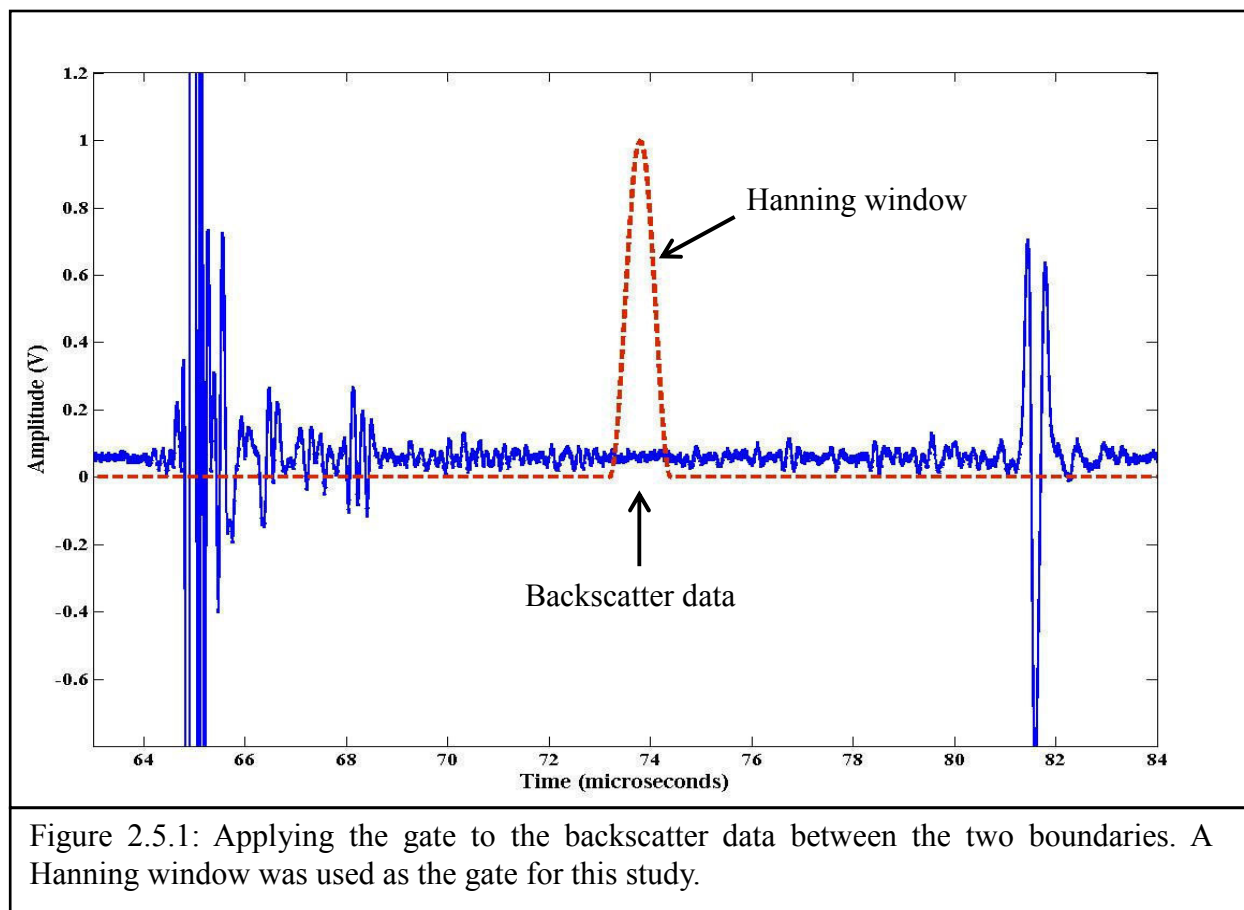 1.2
1
0.8
0.6
0.4
0.2
0
-0.2
-0.4
-0.6
Amplitude (V)
Hanning window
Backscatter data
64 66 68 70 72 74 76 78 80 82 84
Time (microseconds)
Figure 2.5.1: Applying the gate to the backscatter data between the two boundaries. A
Hanning window was used as the gate for this study.